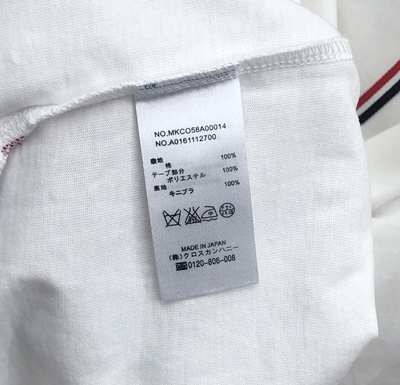 NO.MKCO58A00014
NO.A0161112700
表地 100%
綿
テープ部分 100%
ポリエステル
裏地 100%
キュプラ
MADE IN JAPAN
(株)クロスカンパニー
0120-806-008